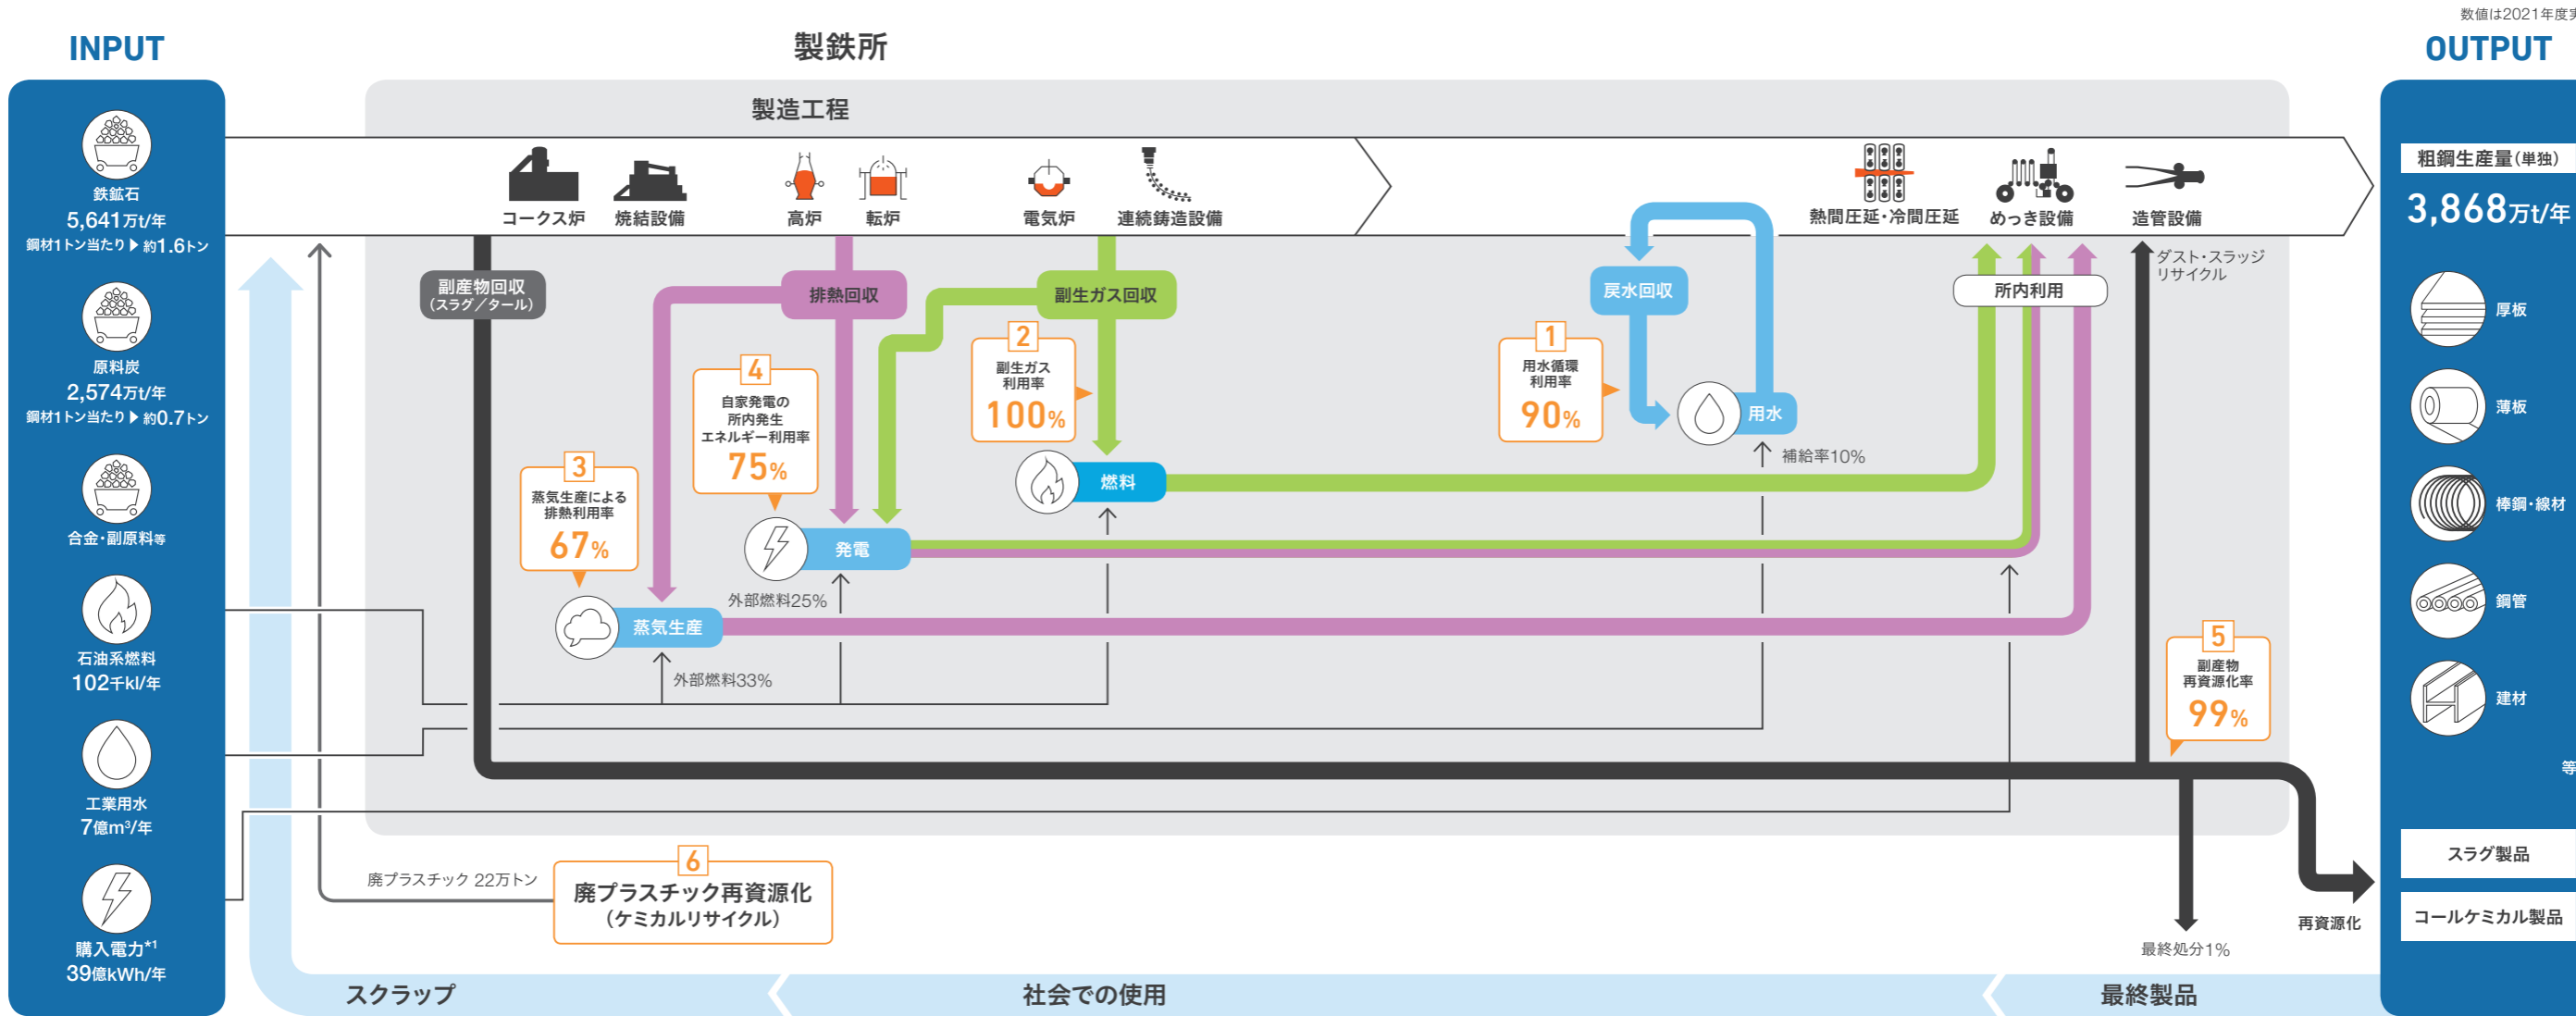 数値は2021年度実
INPUT
製鉄所
OUTPUT
鉄鉱石
5,641万t/年
鋼材1トン当たり▶約1.6トン
原料炭
2,574万t/年
鋼材1トン当たり▶約0.7トン
合金・副原料等
石油系燃料
102千kl/年
工業用水
7億m³/年
購入電力*1
39億kWh/年
製造工程
コークス炉
焼結設備
高炉
転炉
電気炉
連続鋳造設備
熱間圧延・冷間圧延
めっき設備
造管設備
副産物回収
(スラグ/タール)
排熱回収
副生ガス回収
戻水回収
所内利用
ダスト・スラッジ
リサイクル
1
用水循環
利用率
90%
2
副生ガス
利用率
100%
4
自家発電の
所内発生
エネルギー利用率
75%
3
蒸気生産による
排熱利用率
67%
用水
補給率10%
燃料
発電
外部燃料25%
蒸気生産
外部燃料33%
5
副産物
再資源化率
99%
廃プラスチック 22万トン
6
廃プラスチック再資源化
(ケミカルリサイクル)
最終処分1%
再資源化
スクラップ
社会での使用
最終製品
粗鋼生産量(単独)
3,868万t/年
厚板
薄板
棒鋼・線材
鋼管
建材
等
スラグ製品
コールケミカル製品